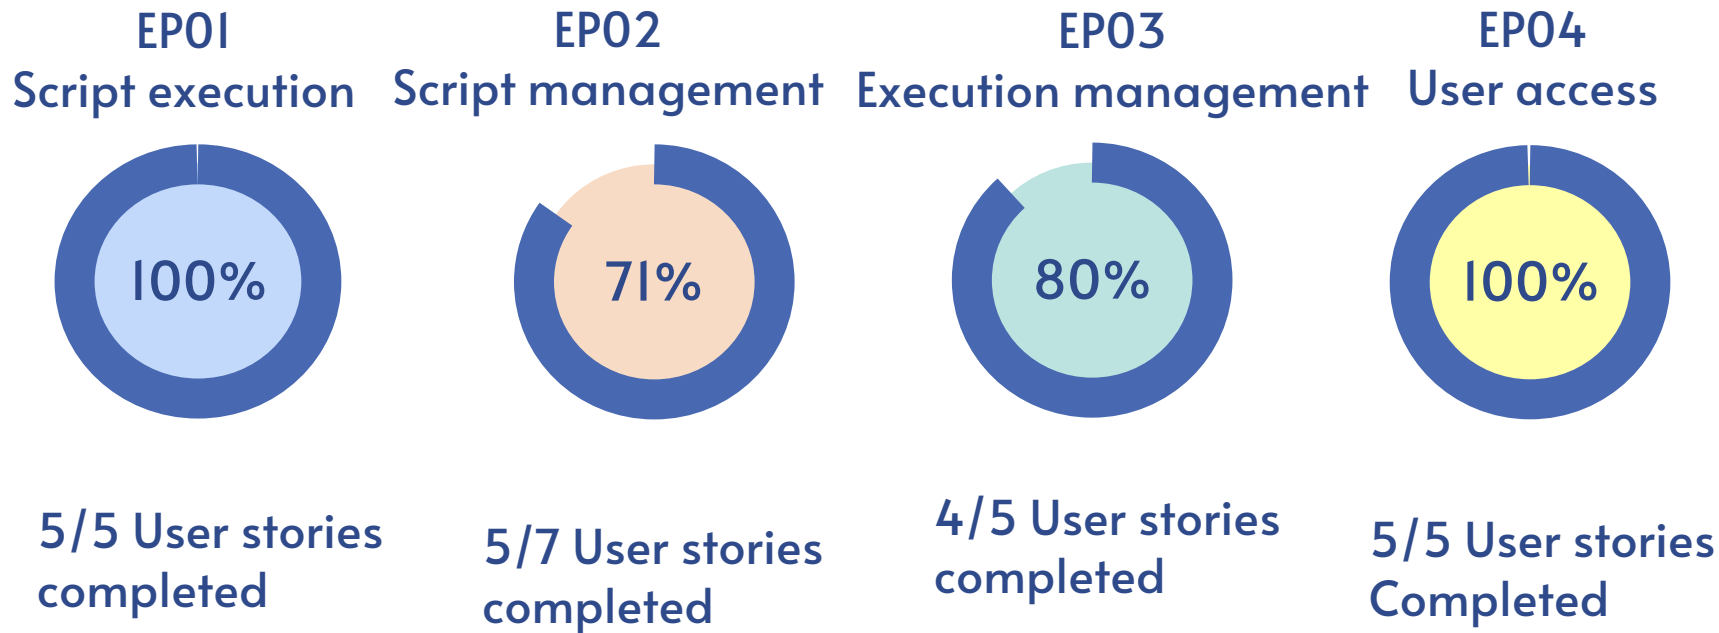 EP01
Script execution
100%
5/5 User stories
completed
EP02
Script management
71%
5/7 User stories
completed
EP03
Execution management
80%
4/5 User stories
completed
EP04
User access
100%
5/5 User stories
Completed